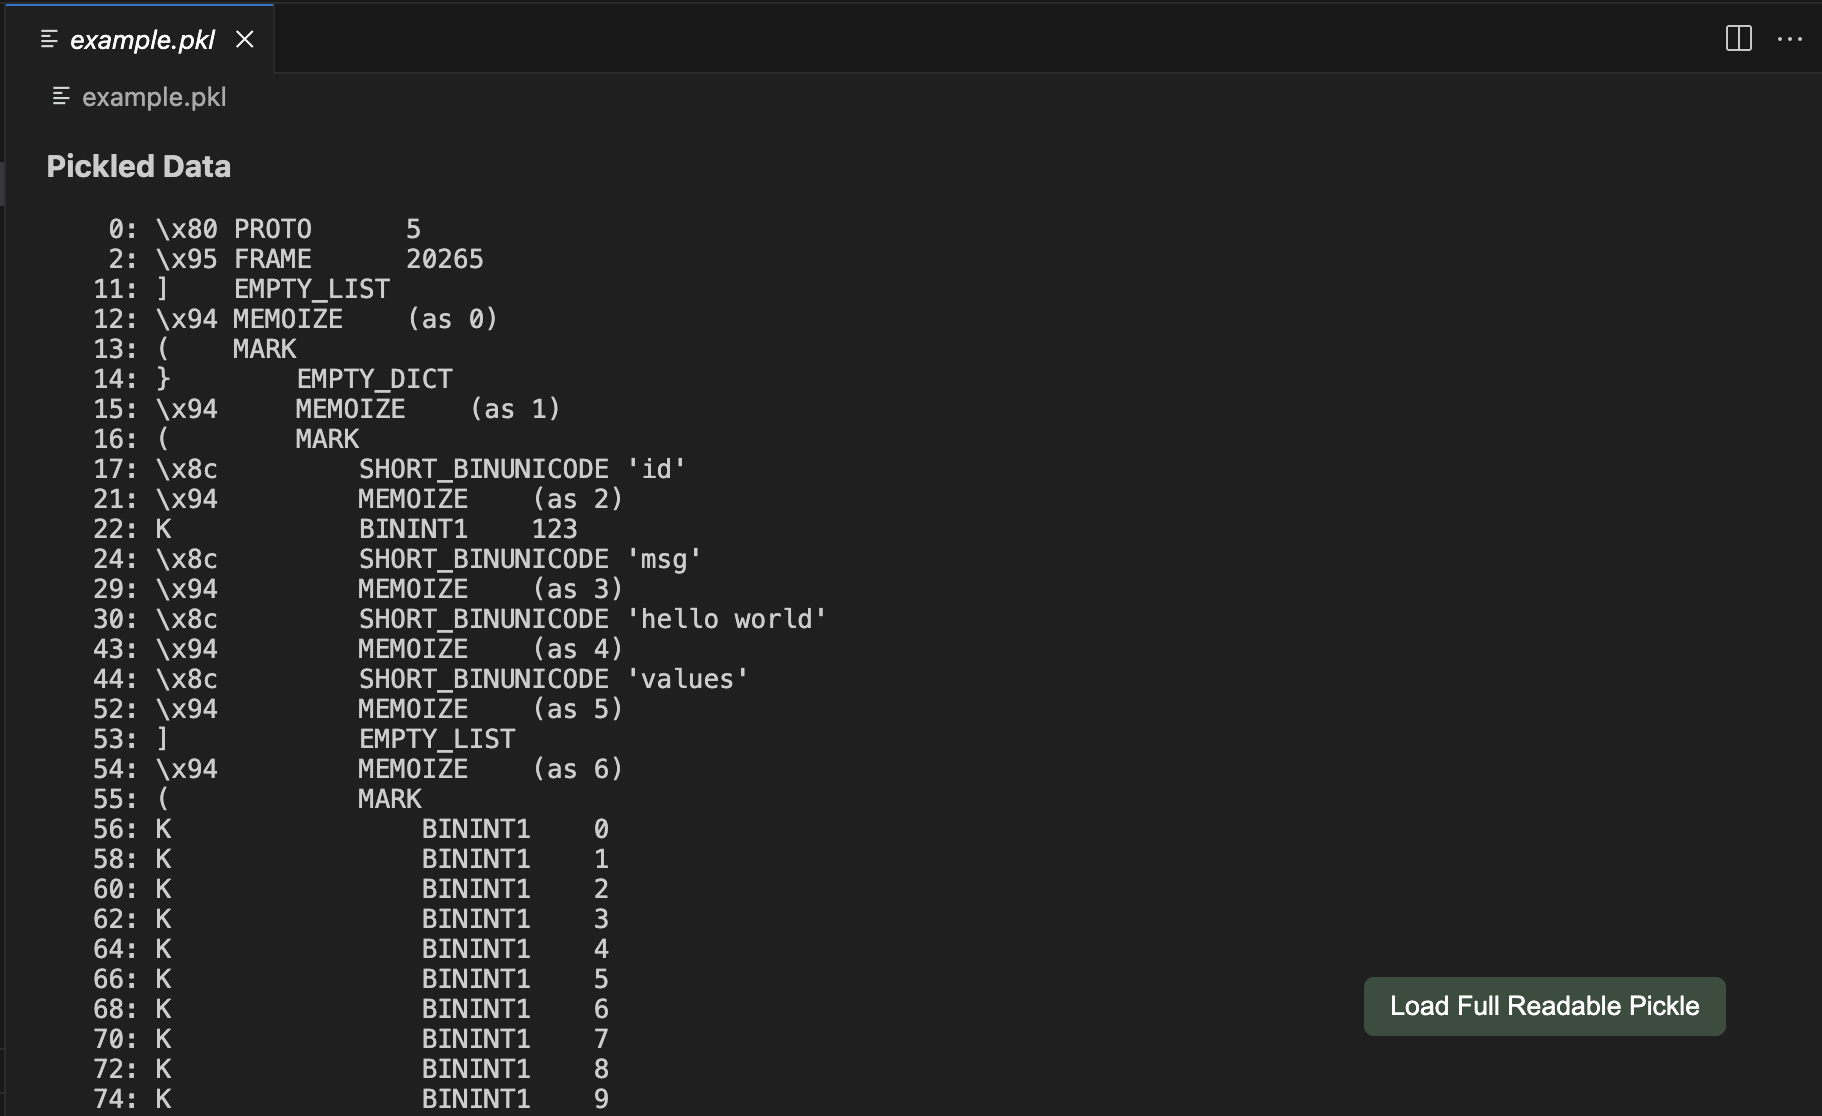 example.pkl
example.pkl
Pickled Data
0: \x80 PROTO      5
2: \x95 FRAME      20265
11: ]    EMPTY_LIST
12: \x94 MEMOIZE    (as 0)
13: (    MARK
14: }        EMPTY_DICT
15: \x94     MEMOIZE    (as 1)
16: (        MARK
17: \x8c         SHORT_BINUNICODE 'id'
21: \x94         MEMOIZE    (as 2)
22: K            BININT1    123
24: \x8c         SHORT_BINUNICODE 'msg'
29: \x94         MEMOIZE    (as 3)
30: \x8c         SHORT_BINUNICODE 'hello world'
43: \x94         MEMOIZE    (as 4)
44: \x8c         SHORT_BINUNICODE 'values'
52: \x94         MEMOIZE    (as 5)
53: ]            EMPTY_LIST
54: \x94         MEMOIZE    (as 6)
55: (            MARK
56: K                BININT1    0
58: K                BININT1    1
60: K                BININT1    2
62: K                BININT1    3
64: K                BININT1    4
66: K                BININT1    5
68: K                BININT1    6
70: K                BININT1    7
72: K                BININT1    8
74: K                BININT1    9
Load Full Readable Pickle